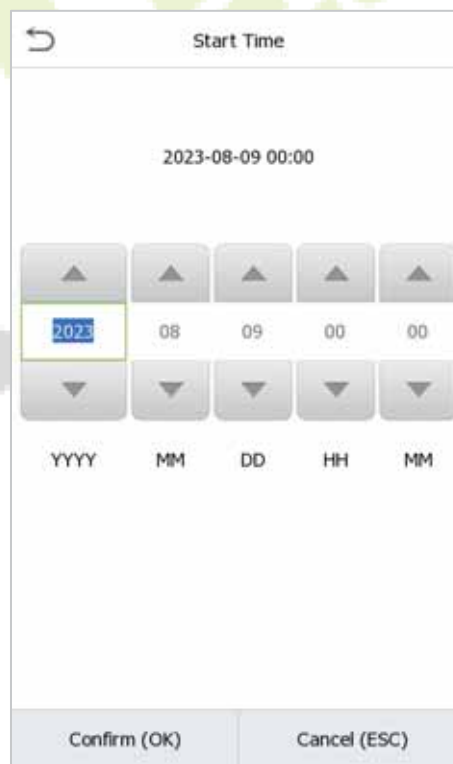 Start Time
2023-08-09 00:00
2023 08 09 00 00
YYYY MM DD HH MM
Confirm (OK) Cancel (ESC)